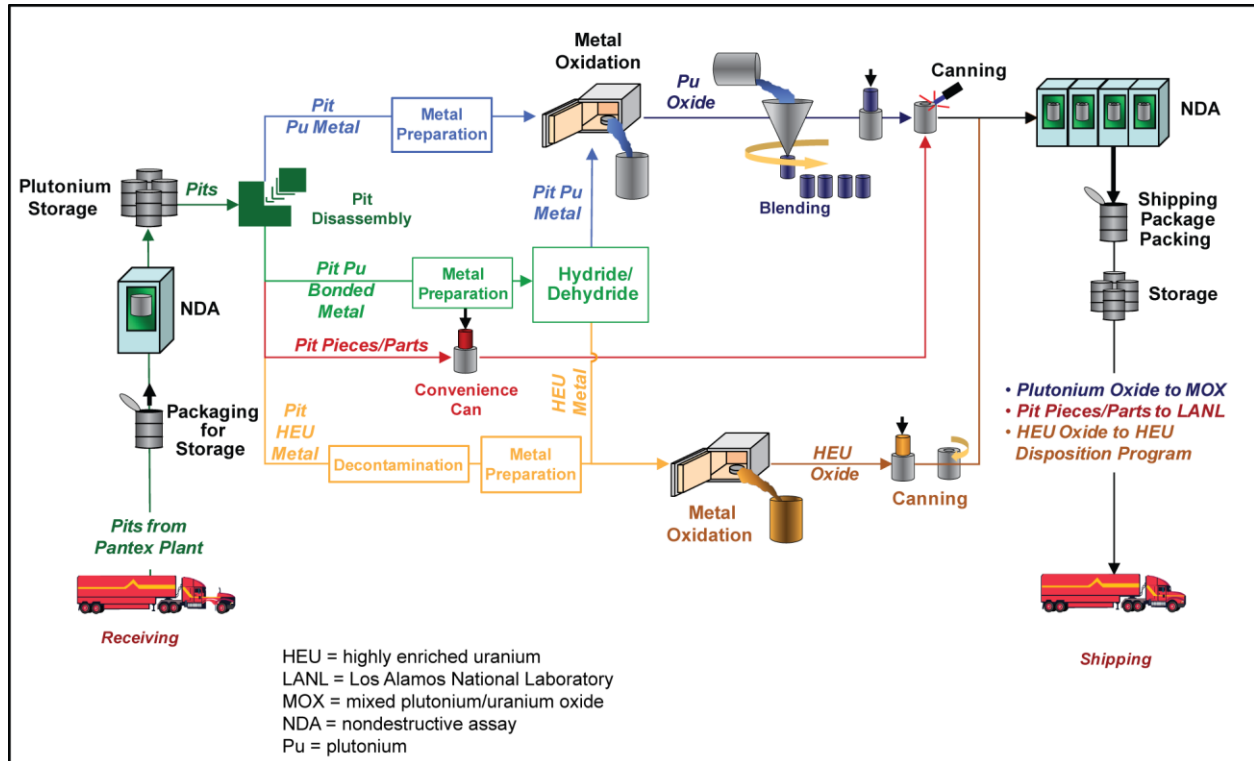 Metal
Oxidation
Pit
Pu Metal
Metal
Preparation
Pu
Oxide
Canning
NDA
Plutonium
Storage
Pits
Pit
Disassembly
Pit Pu
Metal
Blending
Shipping
Package
Packing
Pit Pu
Bonded
Metal
Metal
Preparation
Hydride/
Dehydride
NDA
Storage
Pit Pieces/Parts
Convenience
Can
HEU
Metal
Packaging
for
Storage
Pit
HEU
Metal
Decontamination
Metal
Preparation
HEU
Oxide
Canning
Metal
Oxidation
• Plutonium Oxide to MOX
• Pit Pieces/Parts to LANL
• HEU Oxide to HEU
Disposition Program
Pits from
Pantex Plant
Receiving
Shipping
HEU = highly enriched uranium
LANL = Los Alamos National Laboratory
MOX = mixed plutonium/uranium oxide
NDA = nondestructive assay
Pu = plutonium